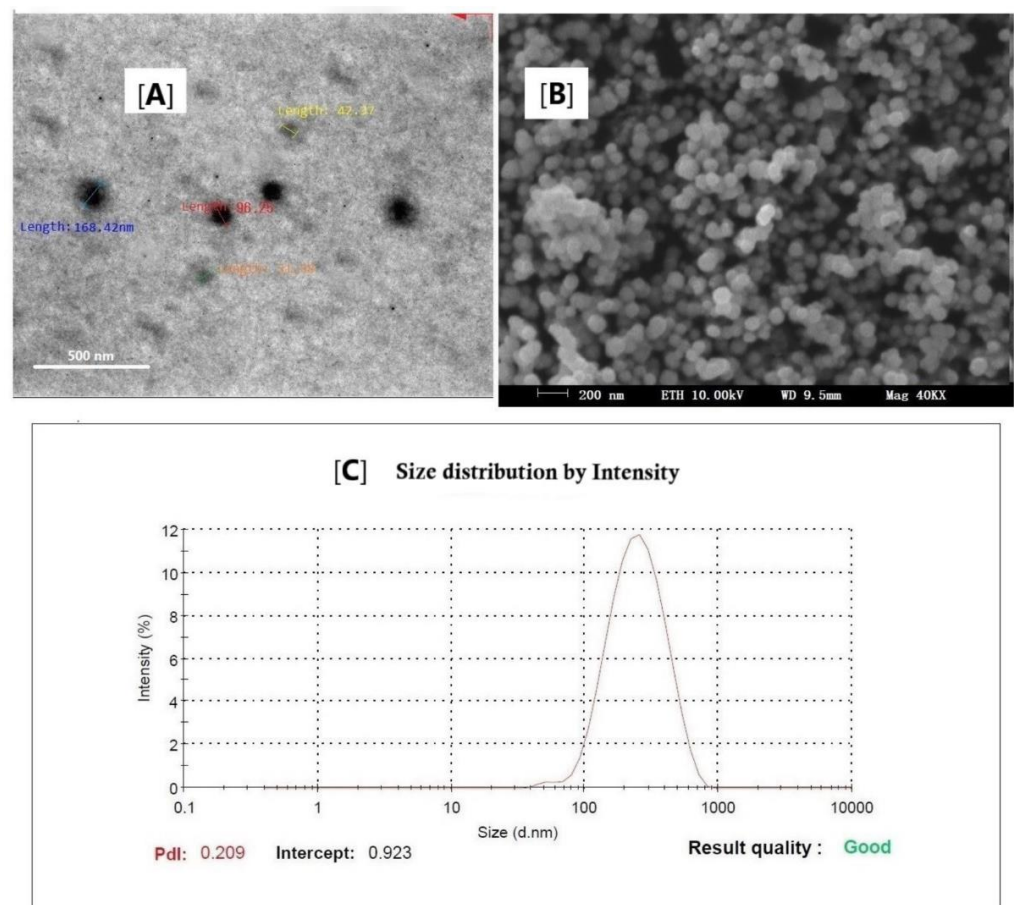 [A]
Length: 42.37
Length: 98.25
Length: 168.42nm
Length:
500 nm
[B]
200 nm ETH 10.00kV WD 9.5mm Mag 40KX
[C] Size distribution by Intensity
12
10
8
6
4
2
0
Intensity (%)
0.1 1 10 100 1000 10000
Size (d.nm)
PdI: 0.209 Intercept: 0.923 Result quality : Good